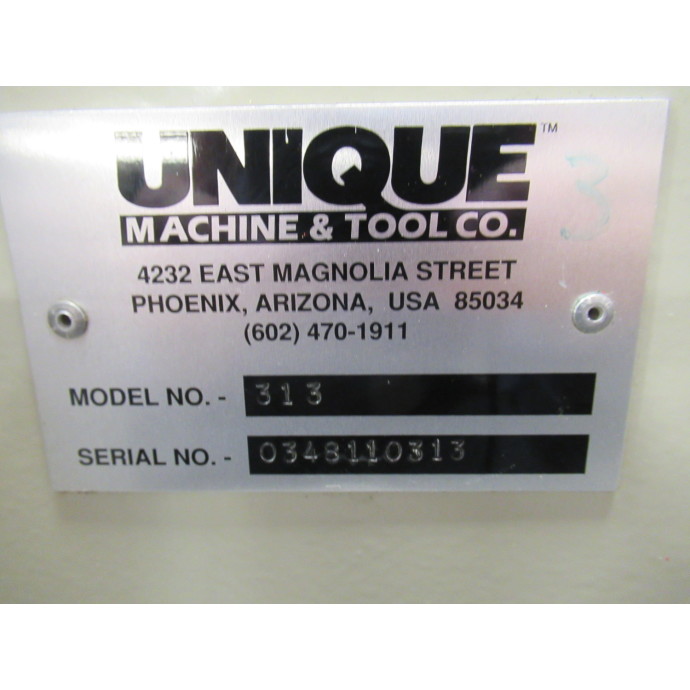 UNIQUE™
MACHINE & TOOL CO.
3
4232 EAST MAGNOLIA STREET
PHOENIX, ARIZONA, USA 85034
(602) 470-1911
MODEL NO. - 313
SERIAL NO. - 0348110313